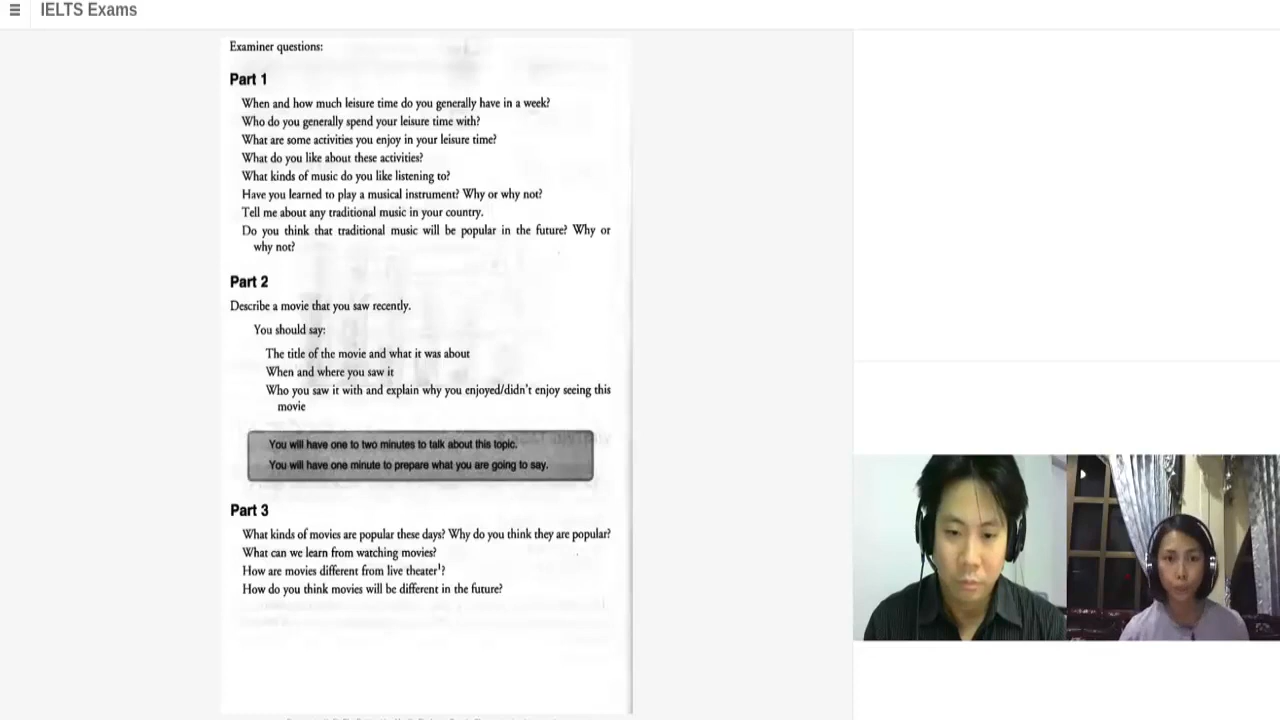 IELTS Exams
Examiner questions:
Part 1
When and how much leisure time do you generally have in a week?
Who do you generally spend your leisure time with?
What are some activities you enjoy in your leisure time?
What do you like about these activities?
What kinds of music do you like listening to?
Have you learned to play a musical instrument? Why or why not?
Tell me about any traditional music in your country.
Do you think that traditional music will be popular in the future? Why or
why not?
Part 2
Describe a movie that you saw recently.
You should say:
The title of the movie and what it was about
When and where you saw it
Who you saw it with and explain why you enjoyed/didn't enjoy seeing this
movie
You will have one to two minutes to talk about this topic.
You will have one minute to prepare what you are going to say.
Part 3
What kinds of movies are popular these days? Why do you think they are popular?
What can we learn from watching movies?
How are movies different from live theater¹?
How do you think movies will be different in the future?